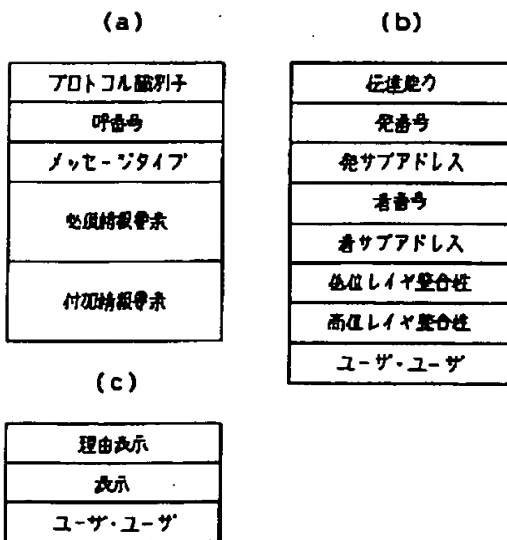 (a)
プロトコル識別子
呼番号
メッセージタイプ
必須情報要素
付加情報要素
(b)
伝達能力
発番号
発サブアドレス
着番号
着サブアドレス
低位レイヤ整合性
高位レイヤ整合性
ユーザ・ユーザ
(c)
理由表示
表示
ユーザ・ユーザ